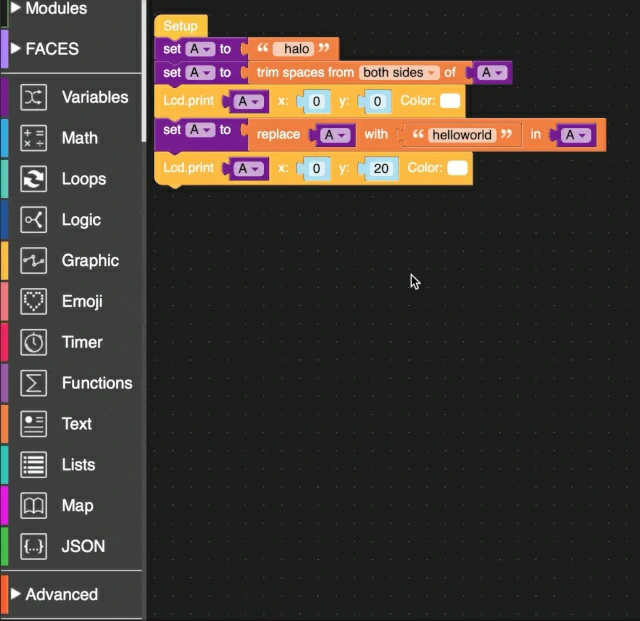 Modules
FACES
Variables
Math
Loops
Logic
Graphic
Emoji
Timer
Functions
Text
Lists
Map
JSON
Advanced
Setup
set A to “ halo ”
set A to trim spaces from both sides of A
Lcd.print A x: 0 y: 0 Color:
set A to replace A with “ helloworld ” in A
Lcd.print A x: 0 y: 20 Color: